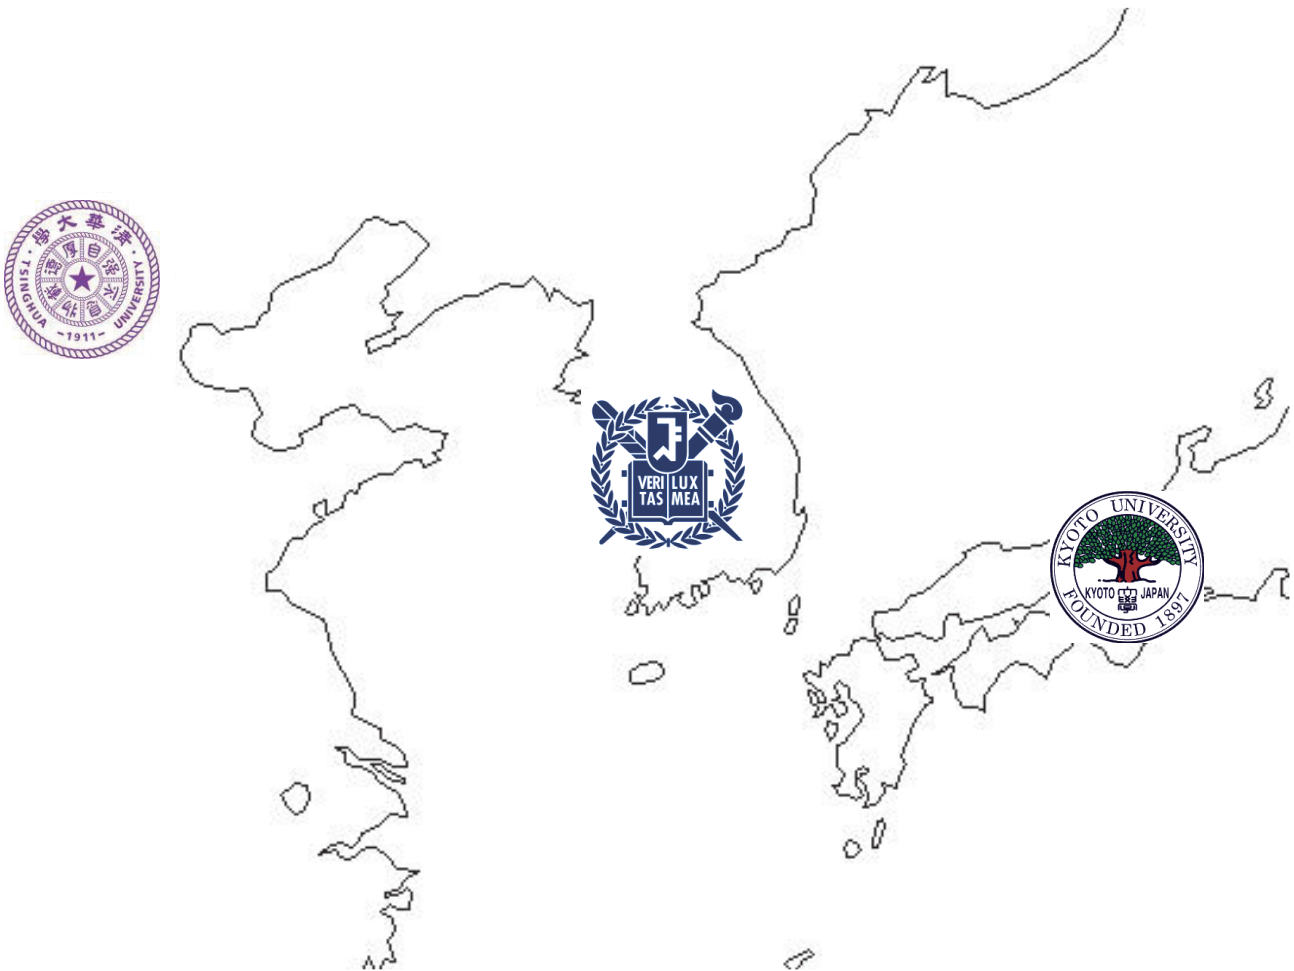 學大華清
自强不息
厚德載物
TSINGHUA
-1911-
UNIVERSITY
VERI LUX
TAS MEA
KYOTO UNIVERSITY
KYOTO JAPAN
FOUNDED 1897